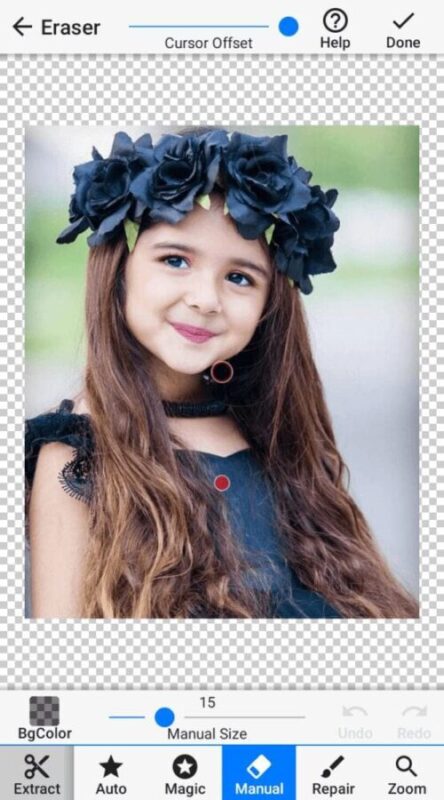 Eraser
Cursor Offset
Help
Done
BgColor
15
Manual Size
Undo
Redo
Extract
Auto
Magic
Manual
Repair
Zoom